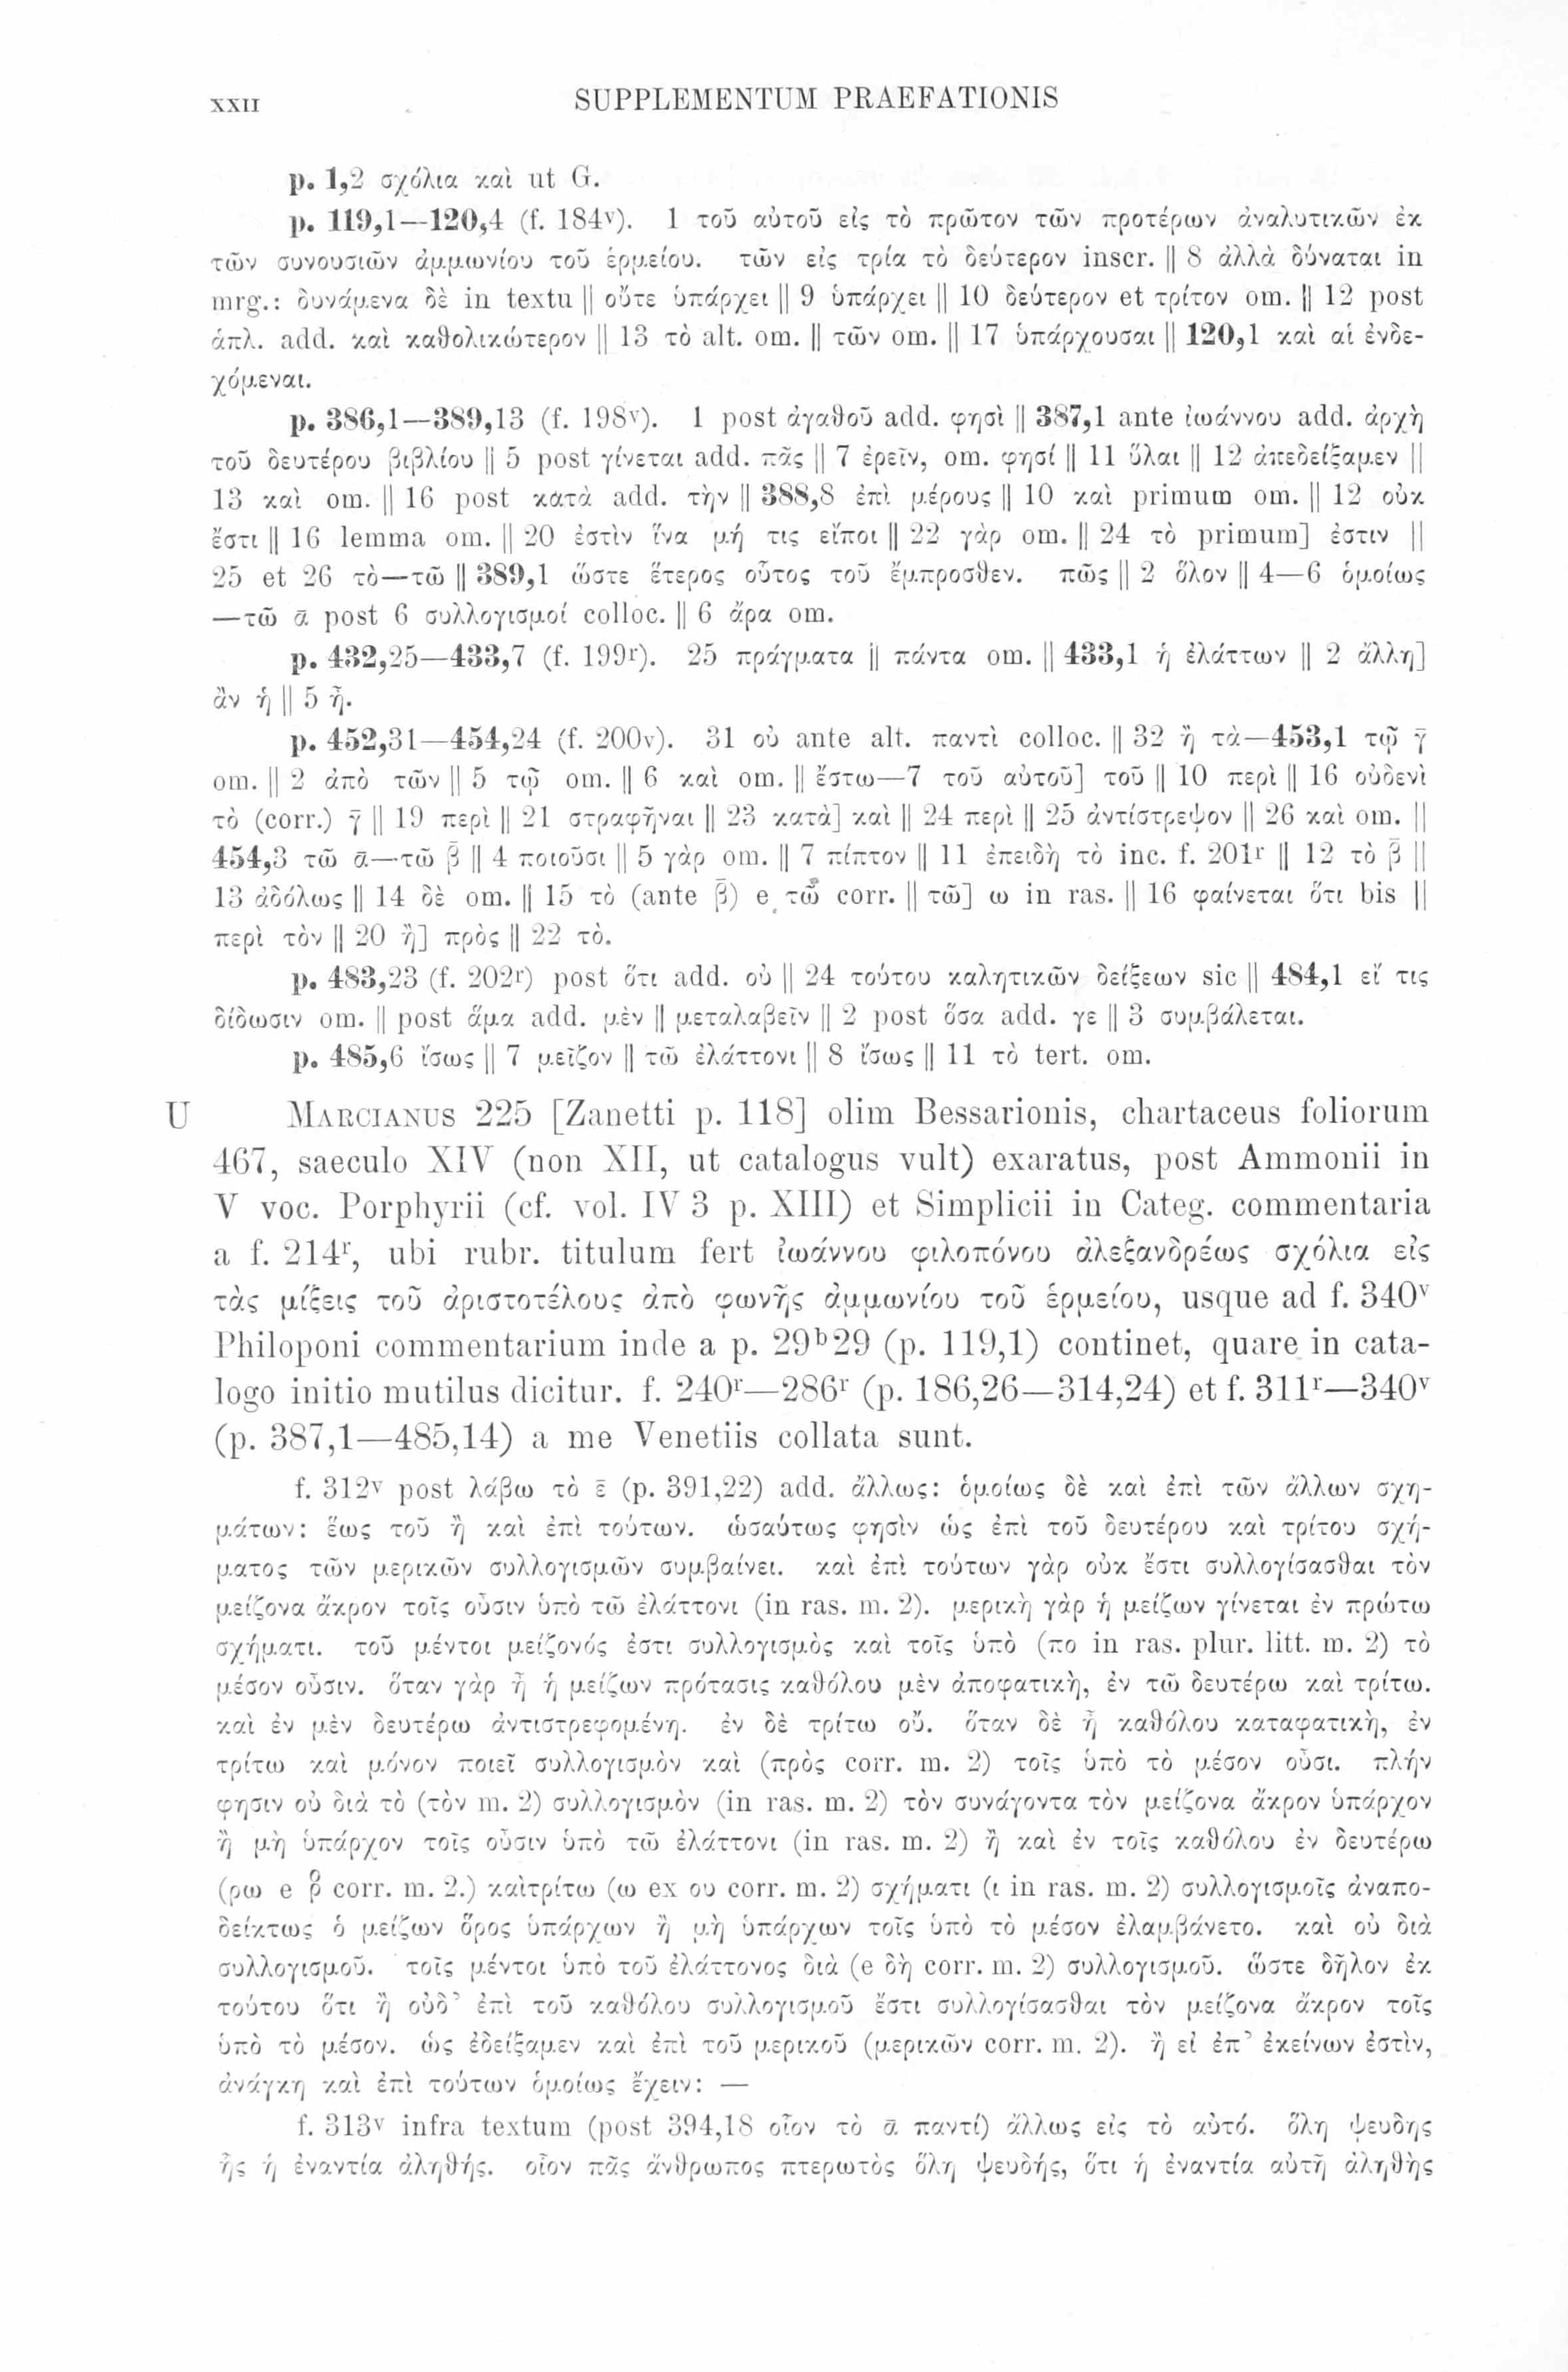 XXII SUPPLEMENTUM PRAEFATIONIS
p. 1,2 σχόλια καὶ ut G.
p. 119,1—120,4 (f. 184v). 1 τοῦ αὐτοῦ εἰς τὸ πρῶτον τῶν προτέρων ἀναλυτικῶν ἐκ
τῶν συνουσιῶν ἀμμωνίου τοῦ ἑρμείου. τῶν εἰς τρία τὸ δεύτερον inscr. || 8 ἀλλὰ δύναται in
mrg.: δυνάμενα δὲ in textu || οὔτε ὑπάρχει || 9 ὑπάρχει || 10 δεύτερον et τρίτον om. || 12 post
ἁπλ. add. καὶ καθολικώτερον || 13 τὸ alt. om. || τῶν om. || 17 ὑπάρχουσαι || 120,1 καὶ αἱ ἐνδε-
χόμεναι.
p. 386,1—389,13 (f. 198v). 1 post ἀγαθοῦ add. φησὶ || 387,1 ante ἰωάννου add. ἀρχὴ
τοῦ δευτέρου βιβλίου || 5 post γίνεται add. πᾶς || 7 ἐρεῖν, om. φησί || 11 ὕλαι || 12 ἀπεδείξαμεν ||
13 καὶ om. || 16 post κατὰ add. τὴν || 388,8 ἐπὶ μέρους || 10 καὶ primum om. || 12 οὐκ
ἔστι || 16 lemma om. || 20 ἐστὶν ἵνα μή τις εἴποι || 22 γὰρ om. || 24 τὸ primum] ἐστιν ||
25 et 26 τὸ—τῶ || 389,1 ὥστε ἕτερος οὗτος τοῦ ἔμπροσθεν. πῶς || 2 ὅλον || 4—6 ὁμοίως
—τῶ ᾱ post 6 συλλογισμοί colloc. || 6 ἄρα om.
p. 432,25—433,7 (f. 199r). 25 πράγματα || πάντα om. || 433,1 ἡ ἐλάττων || 2 ἄλλη]
ἂν ἡ || 5 ἦ.
p. 452,31—454,24 (f. 200v). 31 οὐ ante alt. παντὶ colloc. || 32 ἢ τὰ—453,1 τῷ γ̄
om. || 2 ἀπὸ τῶν || 5 τῷ om. || 6 καὶ om. || ἔστω—7 τοῦ αὐτοῦ] τοῦ || 10 περὶ || 16 οὐδενὶ
τὸ (corr.) γ̄ || 19 περὶ || 21 στραφῆναι || 23 κατὰ] καὶ || 24 περὶ || 25 ἀντίστρεψον || 26 καὶ om. ||
454,3 τῶ ᾱ—τῶ β̄ || 4 ποιοῦσι || 5 γὰρ om. || 7 πίπτον || 11 ἐπειδὴ τὸ inc. f. 201r || 12 τὸ β̄ ||
13 ἀδόλως || 14 δὲ om. || 15 τὸ (ante β̄) e τῶ corr. || τῶ] ω in ras. || 16 φαίνεται ὅτι bis ||
περὶ τὸν || 20 ἢ] πρὸς || 22 τὸ.
p. 483,23 (f. 202r) post ὅτι add. οὐ || 24 τούτου καλητικῶν δείξεων sic || 484,1 εἴ τις
δίδωσιν om. || post ἅμα add. μὲν || μεταλαβεῖν || 2 post ὅσα add. γε || 3 συμβάλεται.
p. 485,6 ἴσως || 7 μεῖζον || τῶ ἐλάττονι || 8 ἴσως || 11 τὸ tert. om.
U MARCIANUS 225 [Zanetti p. 118] olim Bessarionis, chartaceus foliorum
467, saeculo XIV (non XII, ut catalogus vult) exaratus, post Ammonii in
V voc. Porphyrii (cf. vol. IV 3 p. XIII) et Simplicii in Categ. commentaria
a f. 214r, ubi rubr. titulum fert ἰωάννου φιλοπόνου ἀλεξανδρέως σχόλια εἰς
τὰς μίξεις τοῦ ἀριστοτέλους ἀπὸ φωνῆς ἀμμωνίου τοῦ ἑρμείου, usque ad f. 340v
Philoponi commentarium inde a p. 29b29 (p. 119,1) continet, quare in cata-
logo initio mutilus dicitur. f. 240r—286r (p. 186,26—314,24) et f. 311r—340v
(p. 387,1—485,14) a me Venetiis collata sunt.
f. 312v post λάβω τὸ ε̄ (p. 391,22) add. ἄλλως: ὁμοίως δὲ καὶ ἐπὶ τῶν ἄλλων σχη-
μάτων: ἕως τοῦ ἢ καὶ ἐπὶ τούτων. ὡσαύτως φησὶν ὡς ἐπὶ τοῦ δευτέρου καὶ τρίτου σχή-
ματος τῶν μερικῶν συλλογισμῶν συμβαίνει. καὶ ἐπὶ τούτων γὰρ οὐκ ἔστι συλλογίσασθαι τὸν
μείζονα ἄκρον τοῖς οὖσιν ὑπὸ τῶ ἐλάττονι (in ras. m. 2). μερικὴ γὰρ ἡ μείζων γίνεται ἐν πρώτω
σχήματι. τοῦ μέντοι μείζονός ἐστι συλλογισμὸς καὶ τοῖς ὑπὸ (πο in ras. plur. litt. m. 2) τὸ
μέσον οὖσιν. ὅταν γὰρ ἦ ἡ μείζων πρότασις καθόλου μὲν ἀποφατικὴ, ἐν τῶ δευτέρω καὶ τρίτω.
καὶ ἐν μὲν δευτέρω ἀντιστρεφομένη. ἐν δὲ τρίτω οὔ. ὅταν δὲ ἦ καθόλου καταφατικὴ, ἐν
τρίτω καὶ μόνον ποιεῖ συλλογισμὸν καὶ (πρὸς corr. m. 2) τοῖς ὑπὸ τὸ μέσον οὖσι. πλήν
φησιν οὐ διὰ τὸ (τὸν m. 2) συλλογισμὸν (in ras. m. 2) τὸν συνάγοντα τὸν μείζονα ἄκρον ὑπάρχον
ἢ μὴ ὑπάρχον τοῖς οὖσιν ὑπὸ τῶ ἐλάττονι (in ras. m. 2) ἢ καὶ ἐν τοῖς καθόλου ἐν δευτέρω
(ρω e ρ corr. m. 2.) καὶτρίτω (ω ex ου corr. m. 2) σχήματι (ι in ras. m. 2) συλλογισμοῖς ἀναπο-
δείκτως ὁ μείζων ὅρος ὑπάρχων ἢ μὴ ὑπάρχων τοῖς ὑπὸ τὸ μέσον ἐλαμβάνετο. καὶ οὐ διὰ
συλλογισμοῦ. τοῖς μέντοι ὑπὸ τοῦ ἐλάττονος διὰ (e δὴ corr. m. 2) συλλογισμοῦ. ὥστε δῆλον ἐκ
τούτου ὅτι ἢ οὐδ᾽ ἐπὶ τοῦ καθόλου συλλογισμοῦ ἔστι συλλογίσασθαι τὸν μείζονα ἄκρον τοῖς
ὑπὸ τὸ μέσον. ὡς ἐδείξαμεν καὶ ἐπὶ τοῦ μερικοῦ (μερικῶν corr. m. 2). ἢ εἰ ἐπ᾽ ἐκείνων ἐστὶν,
ἀνάγκη καὶ ἐπὶ τούτων ὁμοίως ἔχειν: —
f. 313v infra textum (post 394,18 οἷον τὸ ᾱ παντί) ἄλλως εἰς τὸ αὐτό. ὅλη ψευδης
ἧς ἡ ἐναντία ἀληθής. οἷον πᾶς ἄνθρωπος πτερωτὸς ὅλη ψευδής, ὅτι ἡ ἐναντία αὐτῆ ἀληθὴς